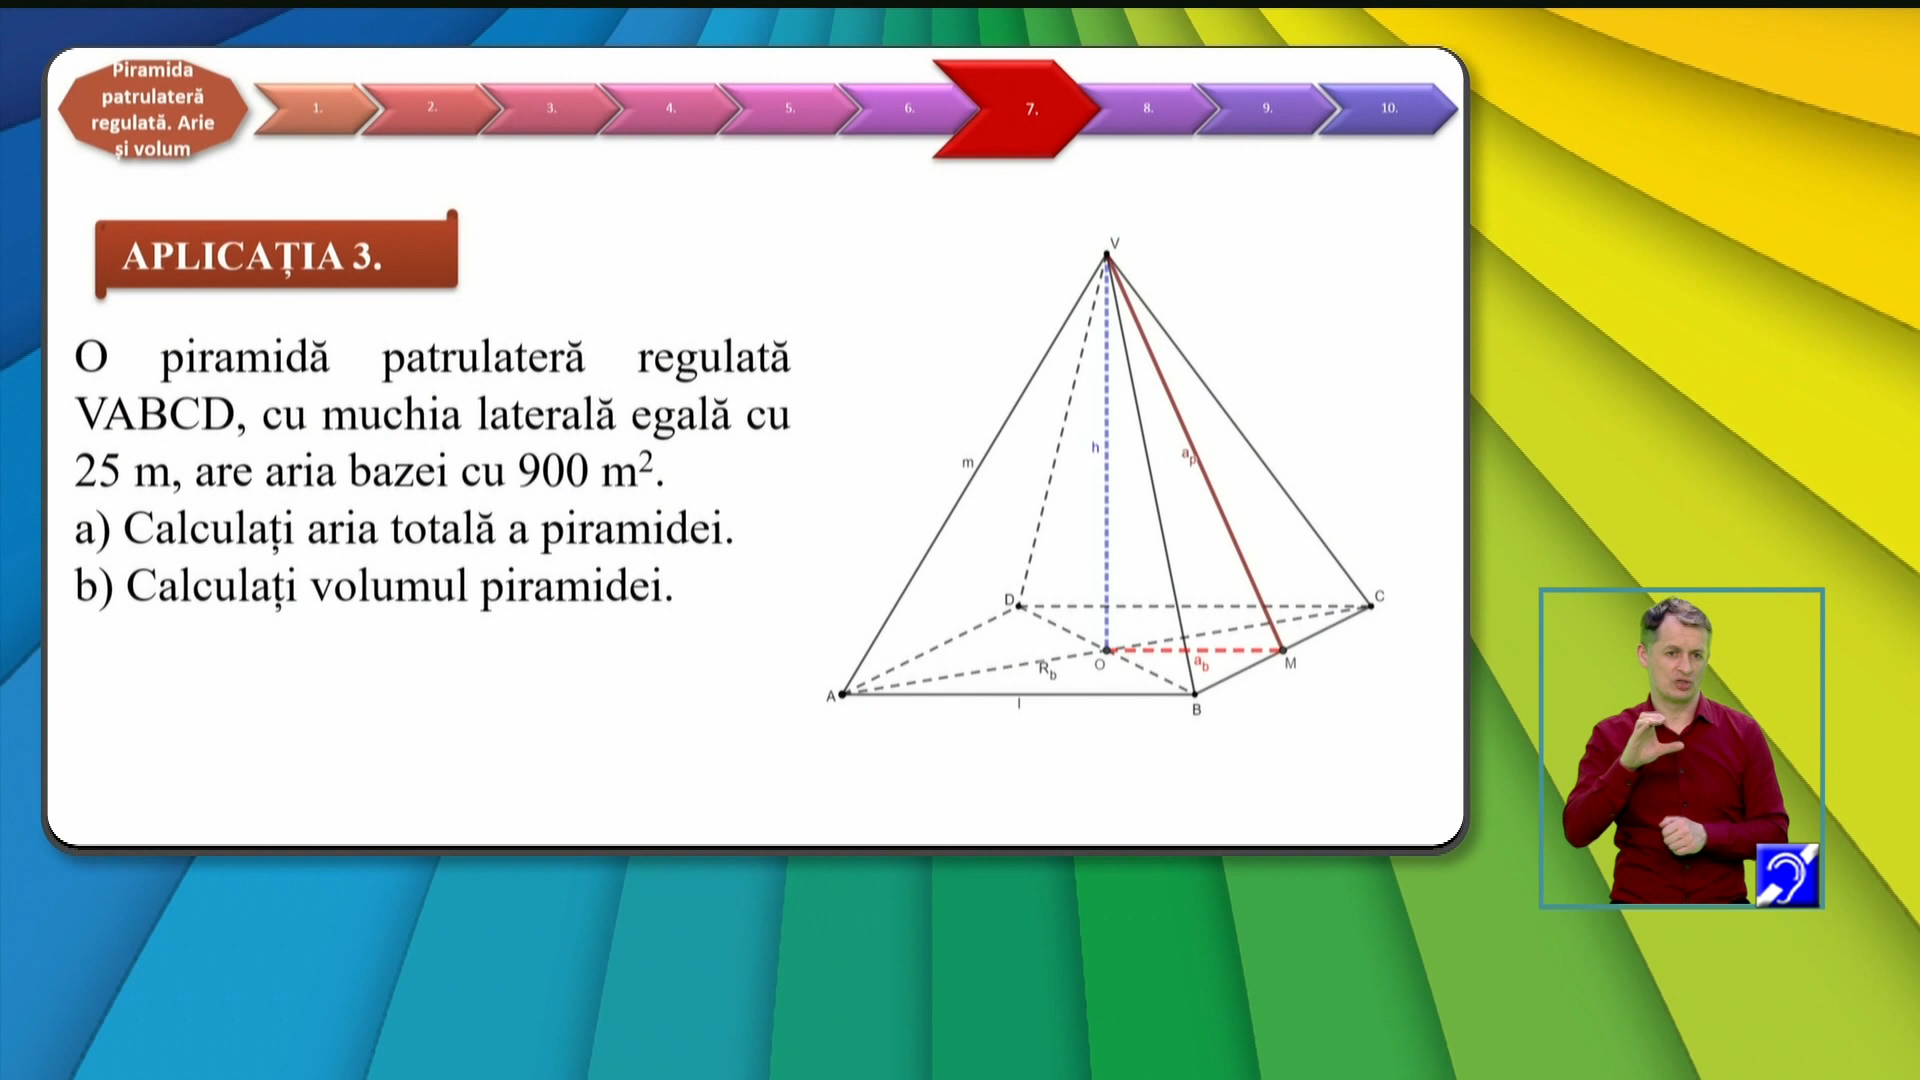 Piramida
patrulateră
regulată. Arie
și volum
1.
2.
3.
4.
5.
6.
7.
8.
9.
10.
APLICAȚIA 3.
O piramidă patrulateră regulată
VABCD, cu muchia laterală egală cu
25 m, are aria bazei cu 900 m².
a) Calculați aria totală a piramidei.
b) Calculați volumul piramidei.
V
m
h
aₚ
D
C
R_b
O
a_b
M
A
l
B